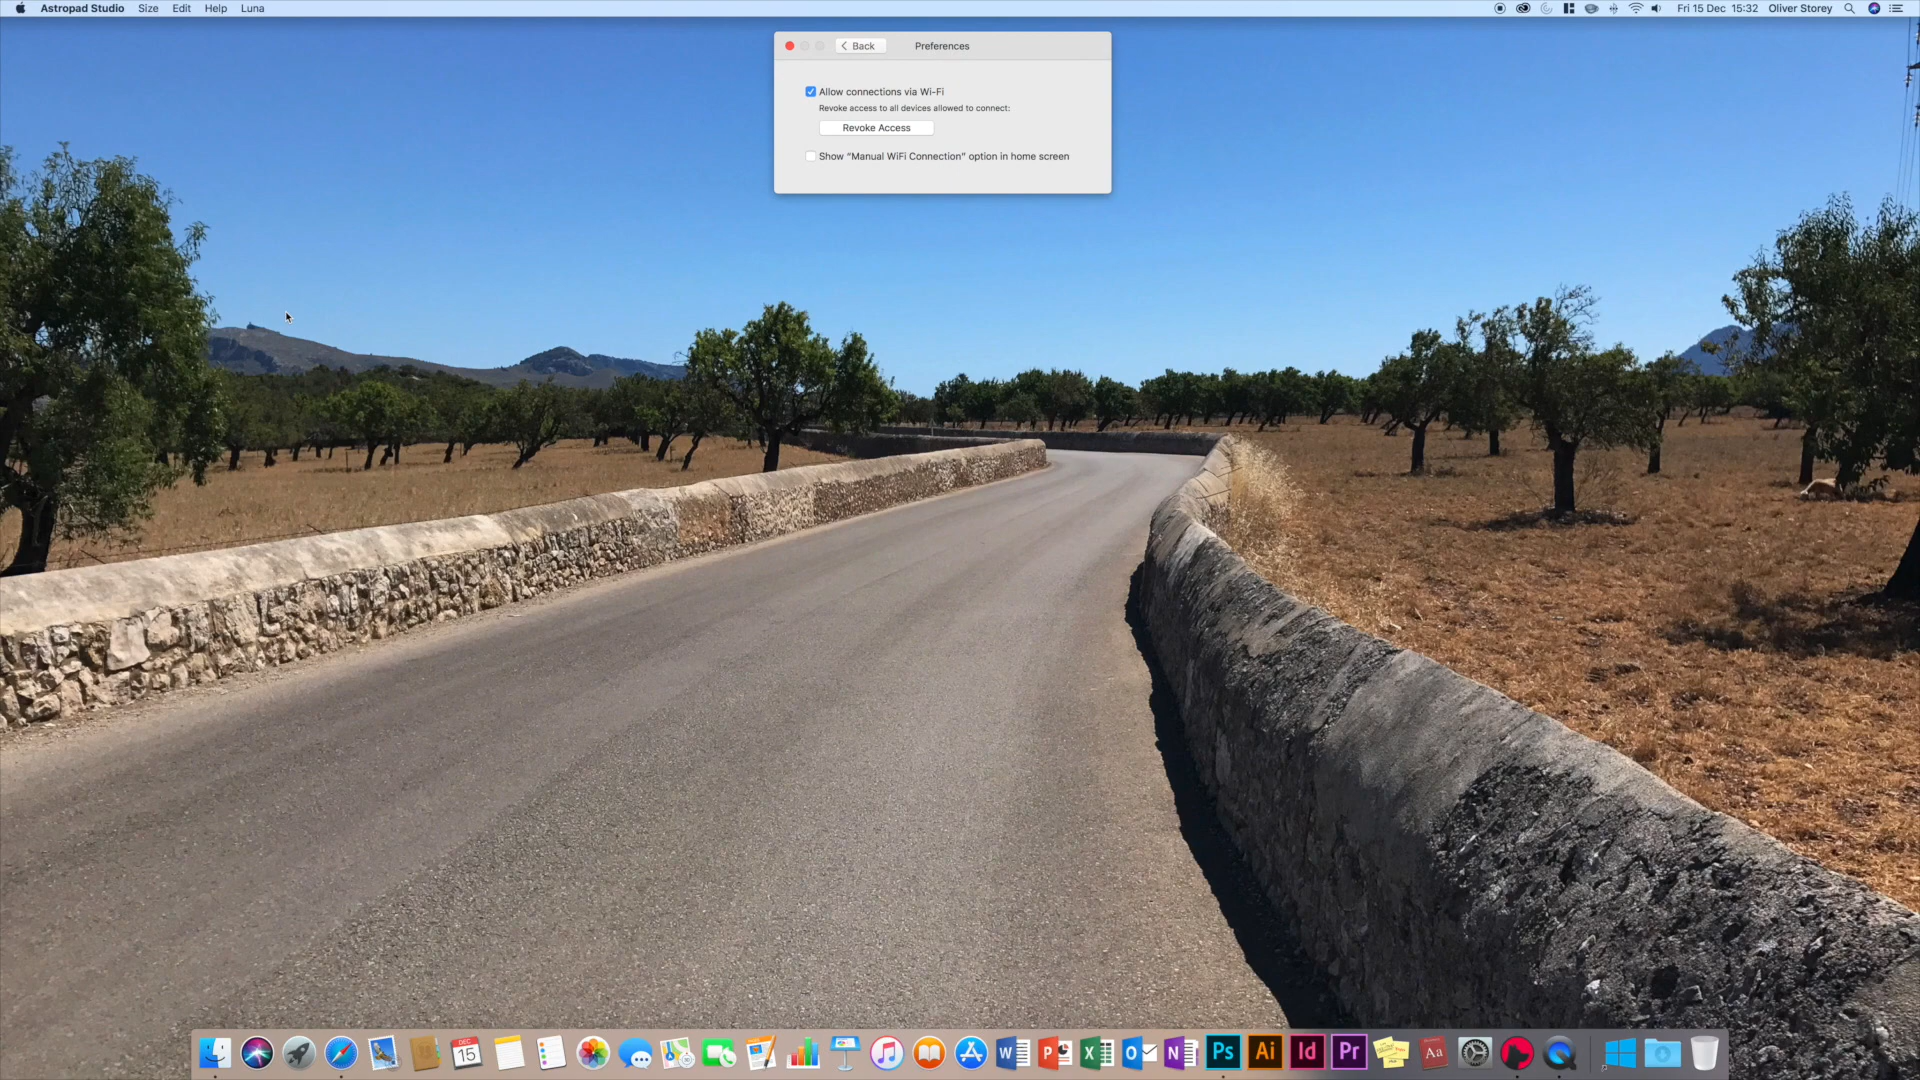 Astropad Studio Size Edit Help Luna Fri 15 Dec 15:32 Oliver Storey
Back Preferences
Allow connections via Wi-Fi
Revoke access to all devices allowed to connect:
Revoke Access
Show “Manual WiFi Connection” option in home screen
DEC
15
W P X O N Ps Ai Id Pr Aa